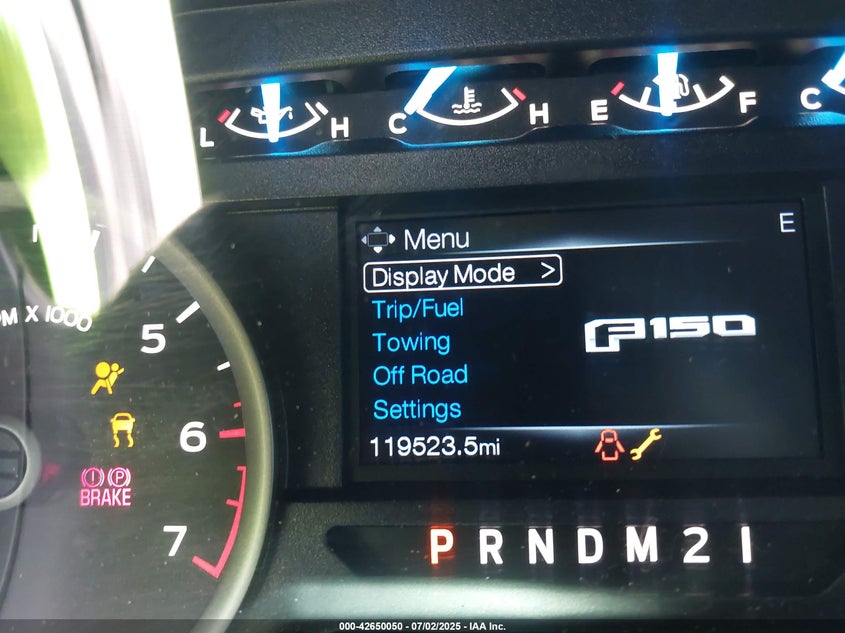 L H C H E F C
E
Menu
Display Mode >
Trip/Fuel
Towing
Off Road
Settings
F150
119523.5mi
X 1000
5
6
7
BRAKE
P R N D M 2 1
000-42650050 - 07/02/2025 - IAA Inc.